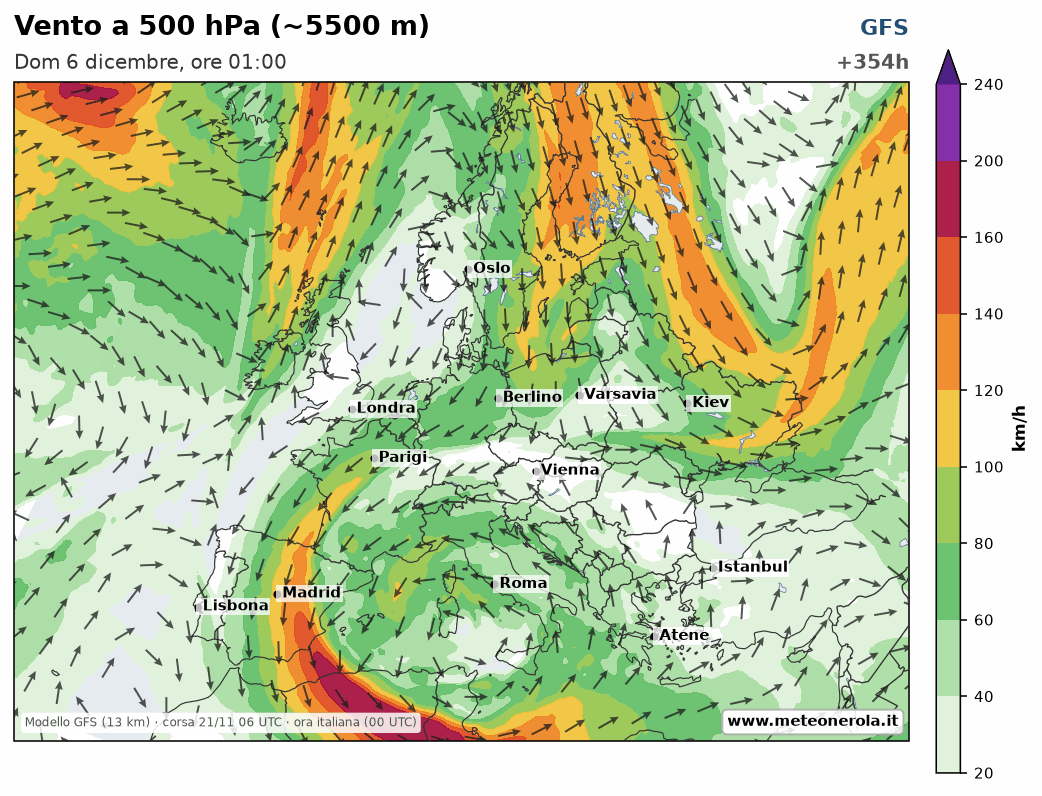 Vento a 500 hPa (~5500 m)
GFS
Dom 6 dicembre, ore 01:00
+354h
240
200
160
140
120
100
80
60
40
20
km/h
Oslo
Berlino
Varsavia
Kiev
Londra
Parigi
Vienna
Istanbul
Roma
Madrid
Lisbona
Atene
Modello GFS (13 km) · corsa 21/11 06 UTC · ora italiana (00 UTC)
www.meteonerola.it